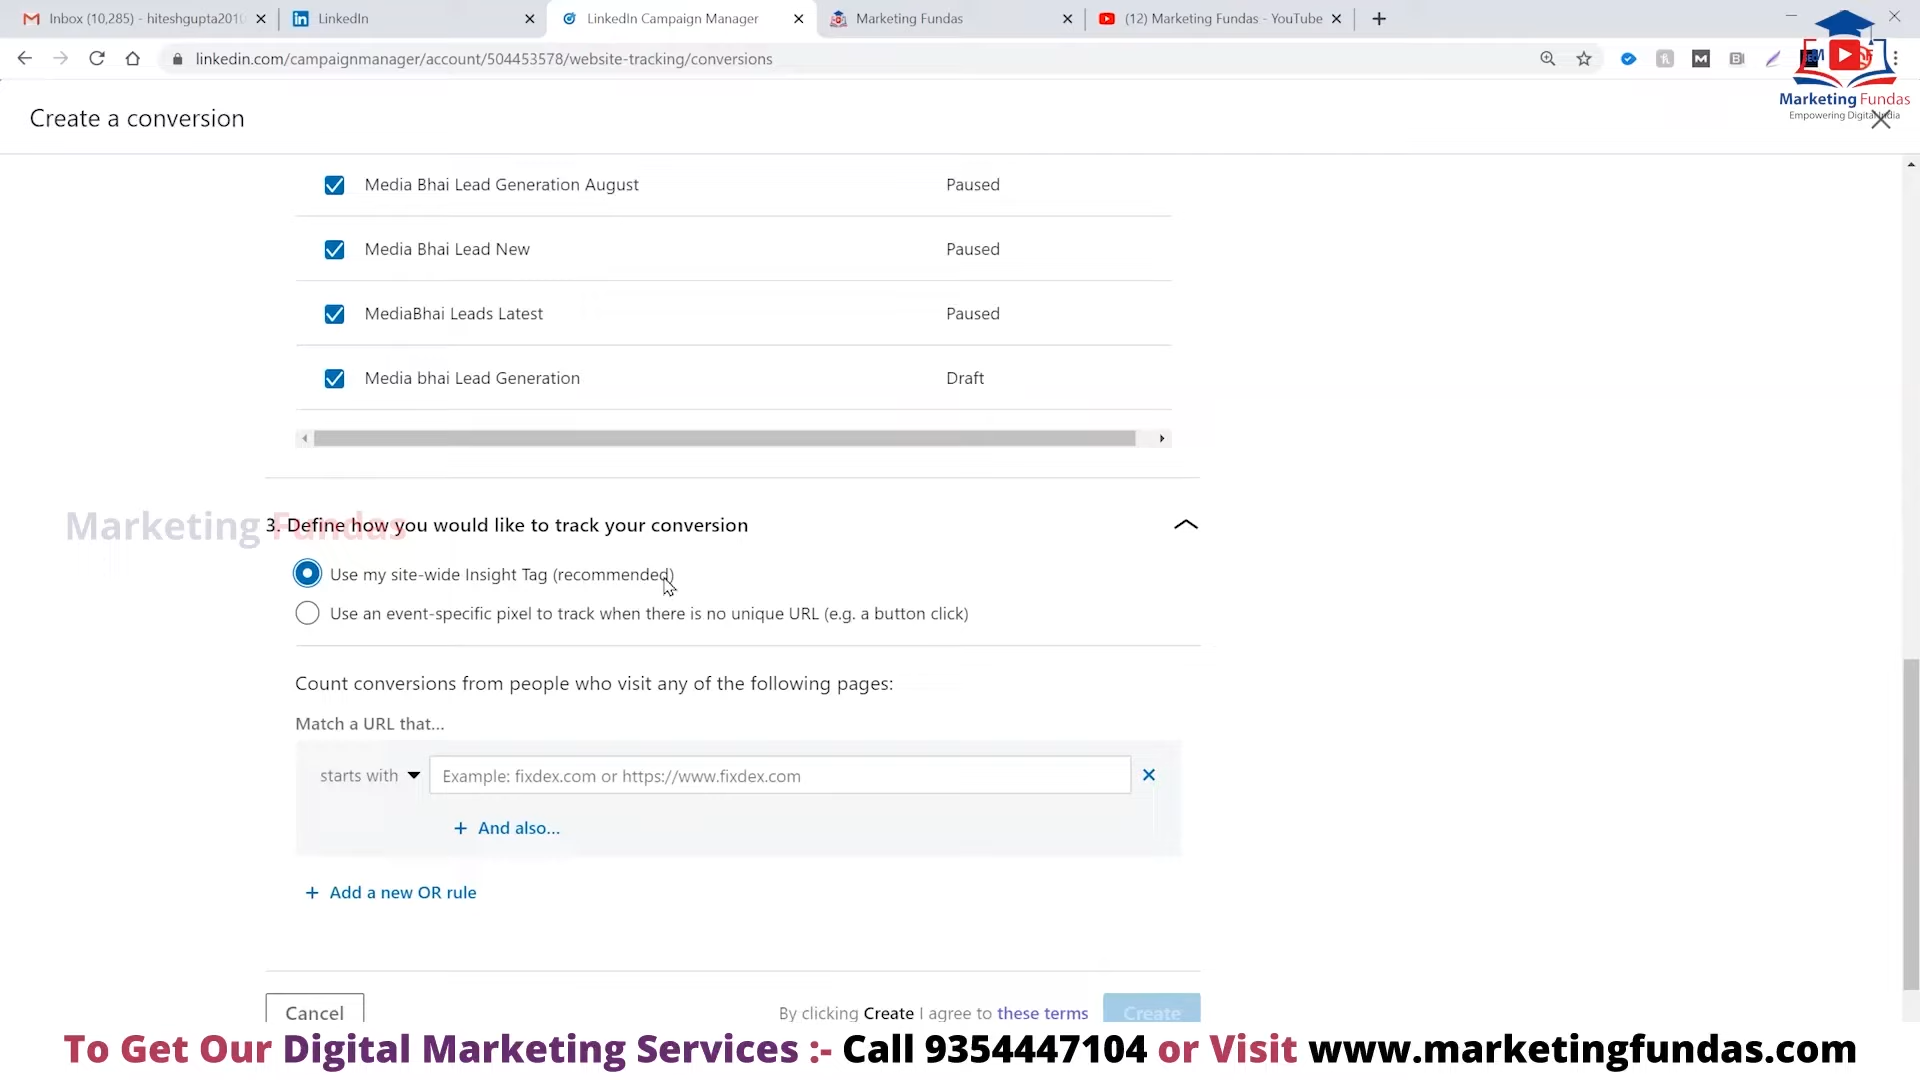 Inbox (10,285) - hiteshgupta2010
LinkedIn
LinkedIn Campaign Manager
Marketing Fundas
(12) Marketing Fundas - YouTube
linkedin.com/campaignmanager/account/504453578/website-tracking/conversions
Marketing Fundas
Empowering Digital India
Create a conversion
Media Bhai Lead Generation August Paused
Media Bhai Lead New Paused
MediaBhai Leads Latest Paused
Media bhai Lead Generation Draft
Marketing Fundas
3. Define how you would like to track your conversion
Use my site-wide Insight Tag (recommended)
Use an event-specific pixel to track when there is no unique URL (e.g. a button click)
Count conversions from people who visit any of the following pages:
Match a URL that...
starts with Example: fixdex.com or https://www.fixdex.com
+ And also...
+ Add a new OR rule
Cancel By clicking Create I agree to these terms Create
To Get Our Digital Marketing Services :- Call 9354447104 or Visit www.marketingfundas.com